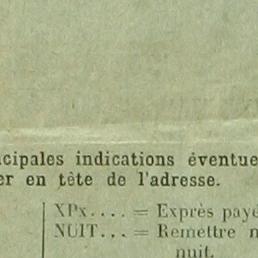 cipales indications éventue
er en tête de l'adresse.
XPx.... = Exprès payé
NUIT... = Remettre
nuit.